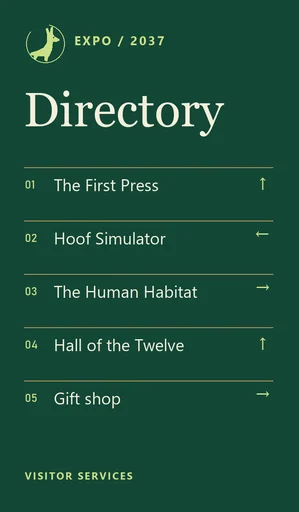 EXPO / 2037
Directory
01 The First Press ↑
02 Hoof Simulator ←
03 The Human Habitat →
04 Hall of the Twelve ↑
05 Gift shop →
VISITOR SERVICES